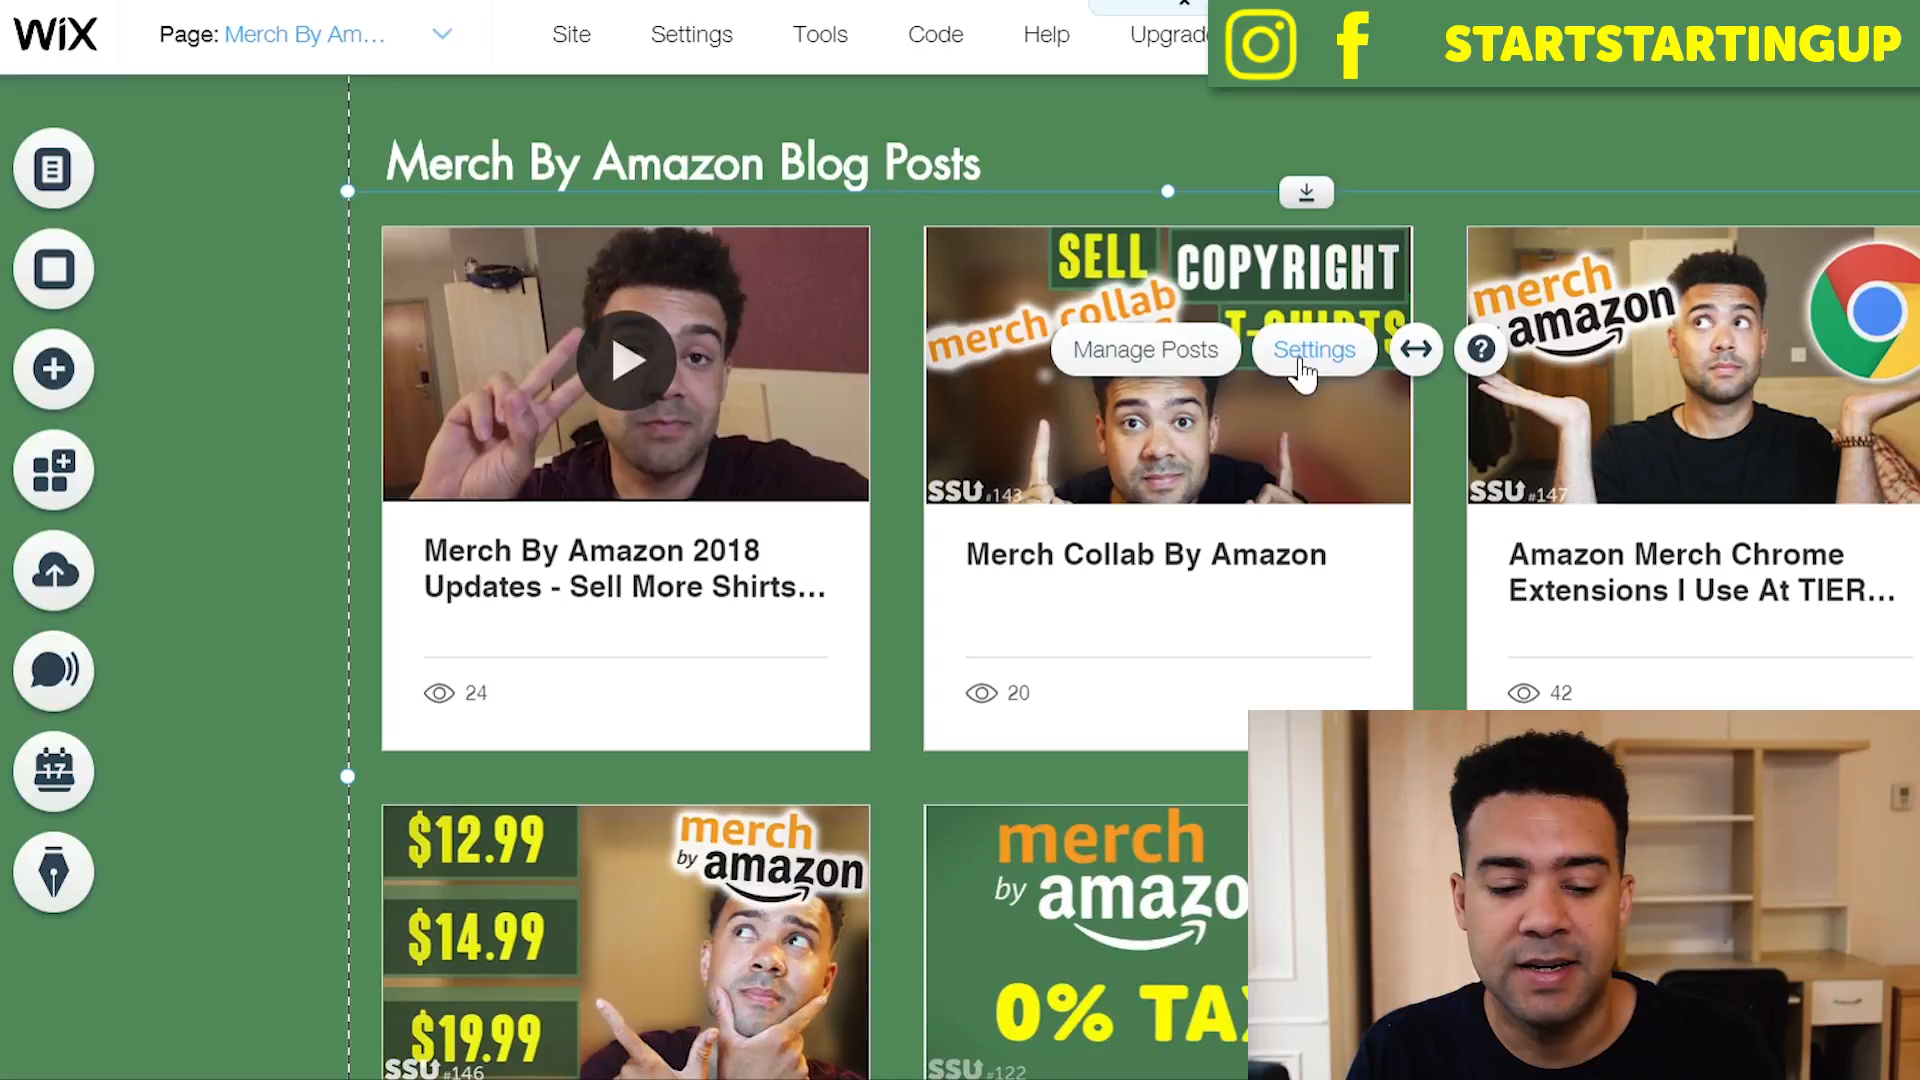 WiX
Page: Merch By Am...
Site
Settings
Tools
Code
Help
Upgrade
STARTSTARTINGUP
Merch By Amazon Blog Posts
SELL
COPYRIGHT
T-SHIRTS
merch collab
SSU #143
Manage Posts
Settings
?
merch
amazon
SSU #147
Merch By Amazon 2018
Updates - Sell More Shirts...
24
Merch Collab By Amazon
20
Amazon Merch Chrome
Extensions I Use At TIER...
42
17
$12.99
$14.99
$19.99
merch
by amazon
SSU #146
merch
by amazo
0% TAX
SSU #122